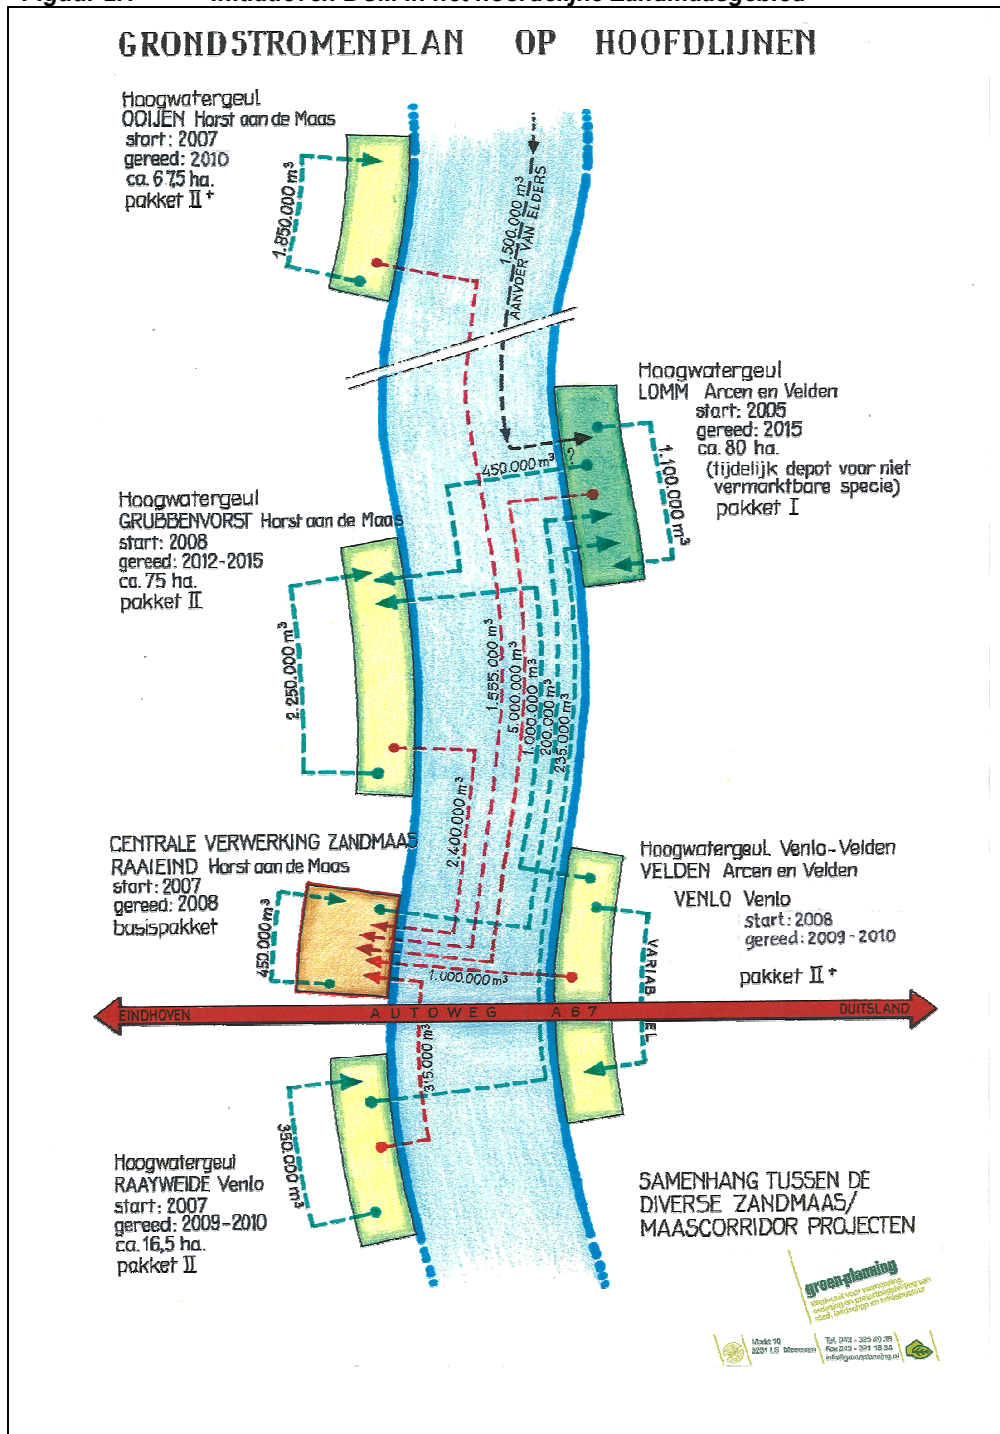 GRONDSTROMENPLAN OP HOOFDLIJNEN
Hoogwatergeul
OOIJEN Horst aan de Maas
start: 2007
gereed: 2010
ca. 67,5 ha.
pakket II+
1.850.000 m³
1.500.000 m³
AANVOER VAN ELDERS
Hoogwatergeul
LOMM Arcen en Velden
start: 2005
gereed: 2015
ca. 80 ha.
(tijdelijk depot voor niet
vermarktbare specie)
pakket I
1.100.000 m³
450.000 m³
?
Hoogwatergeul
GRUBBENVORST Horst aan de Maas
start: 2008
gereed: 2012-2015
ca. 75 ha.
pakket II
2.250.000 m³
1.555.000 m³
5.000.000 m³
1.000.000 m³
200.000 m³
235.000 m³
2.400.000 m³
CENTRALE VERWERKING ZANDMAAS
RAAIEIND Horst aan de Maas
start: 2007
gereed: 2008
basispakket
450.000 m³
1.000.000 m³
Hoogwatergeul Venlo-Velden
VELDEN Arcen en Velden
VENLO Venlo
start: 2008
gereed: 2009-2010
pakket II+
VARIAB EL
EINDHOVEN AUTOWEG A67 DUITSLAND
315.000 m³
350.000 m³
Hoogwatergeul
RAAYWEIDE Venlo
start: 2007
gereed: 2009-2010
ca. 16,5 ha.
pakket II
SAMENHANG TUSSEN DE
DIVERSE ZANDMAAS/
MAASCORRIDOR PROJECTEN
groen-planning
Markt 10